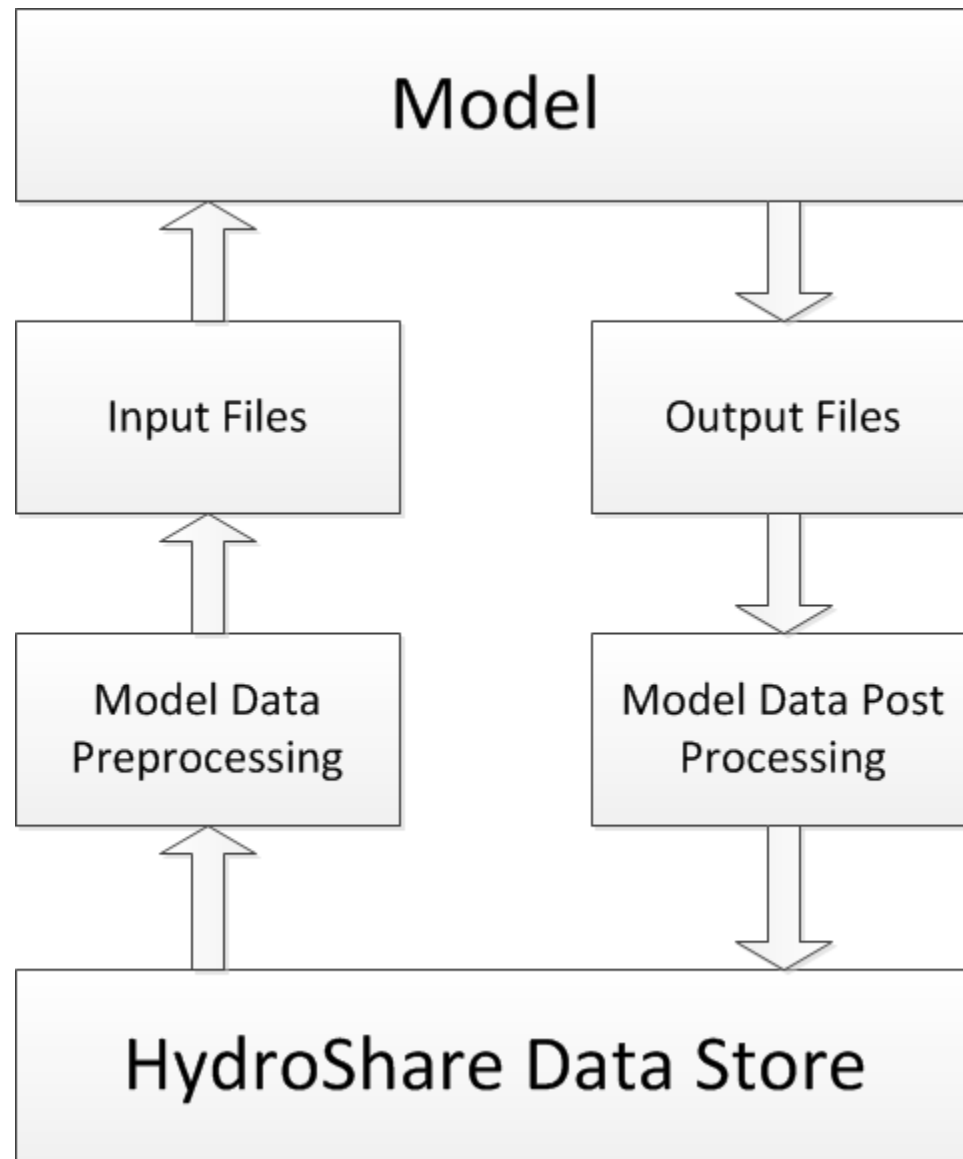 Model
Input Files
Output Files
Model Data
Preprocessing
Model Data Post
Processing
HydroShare Data Store